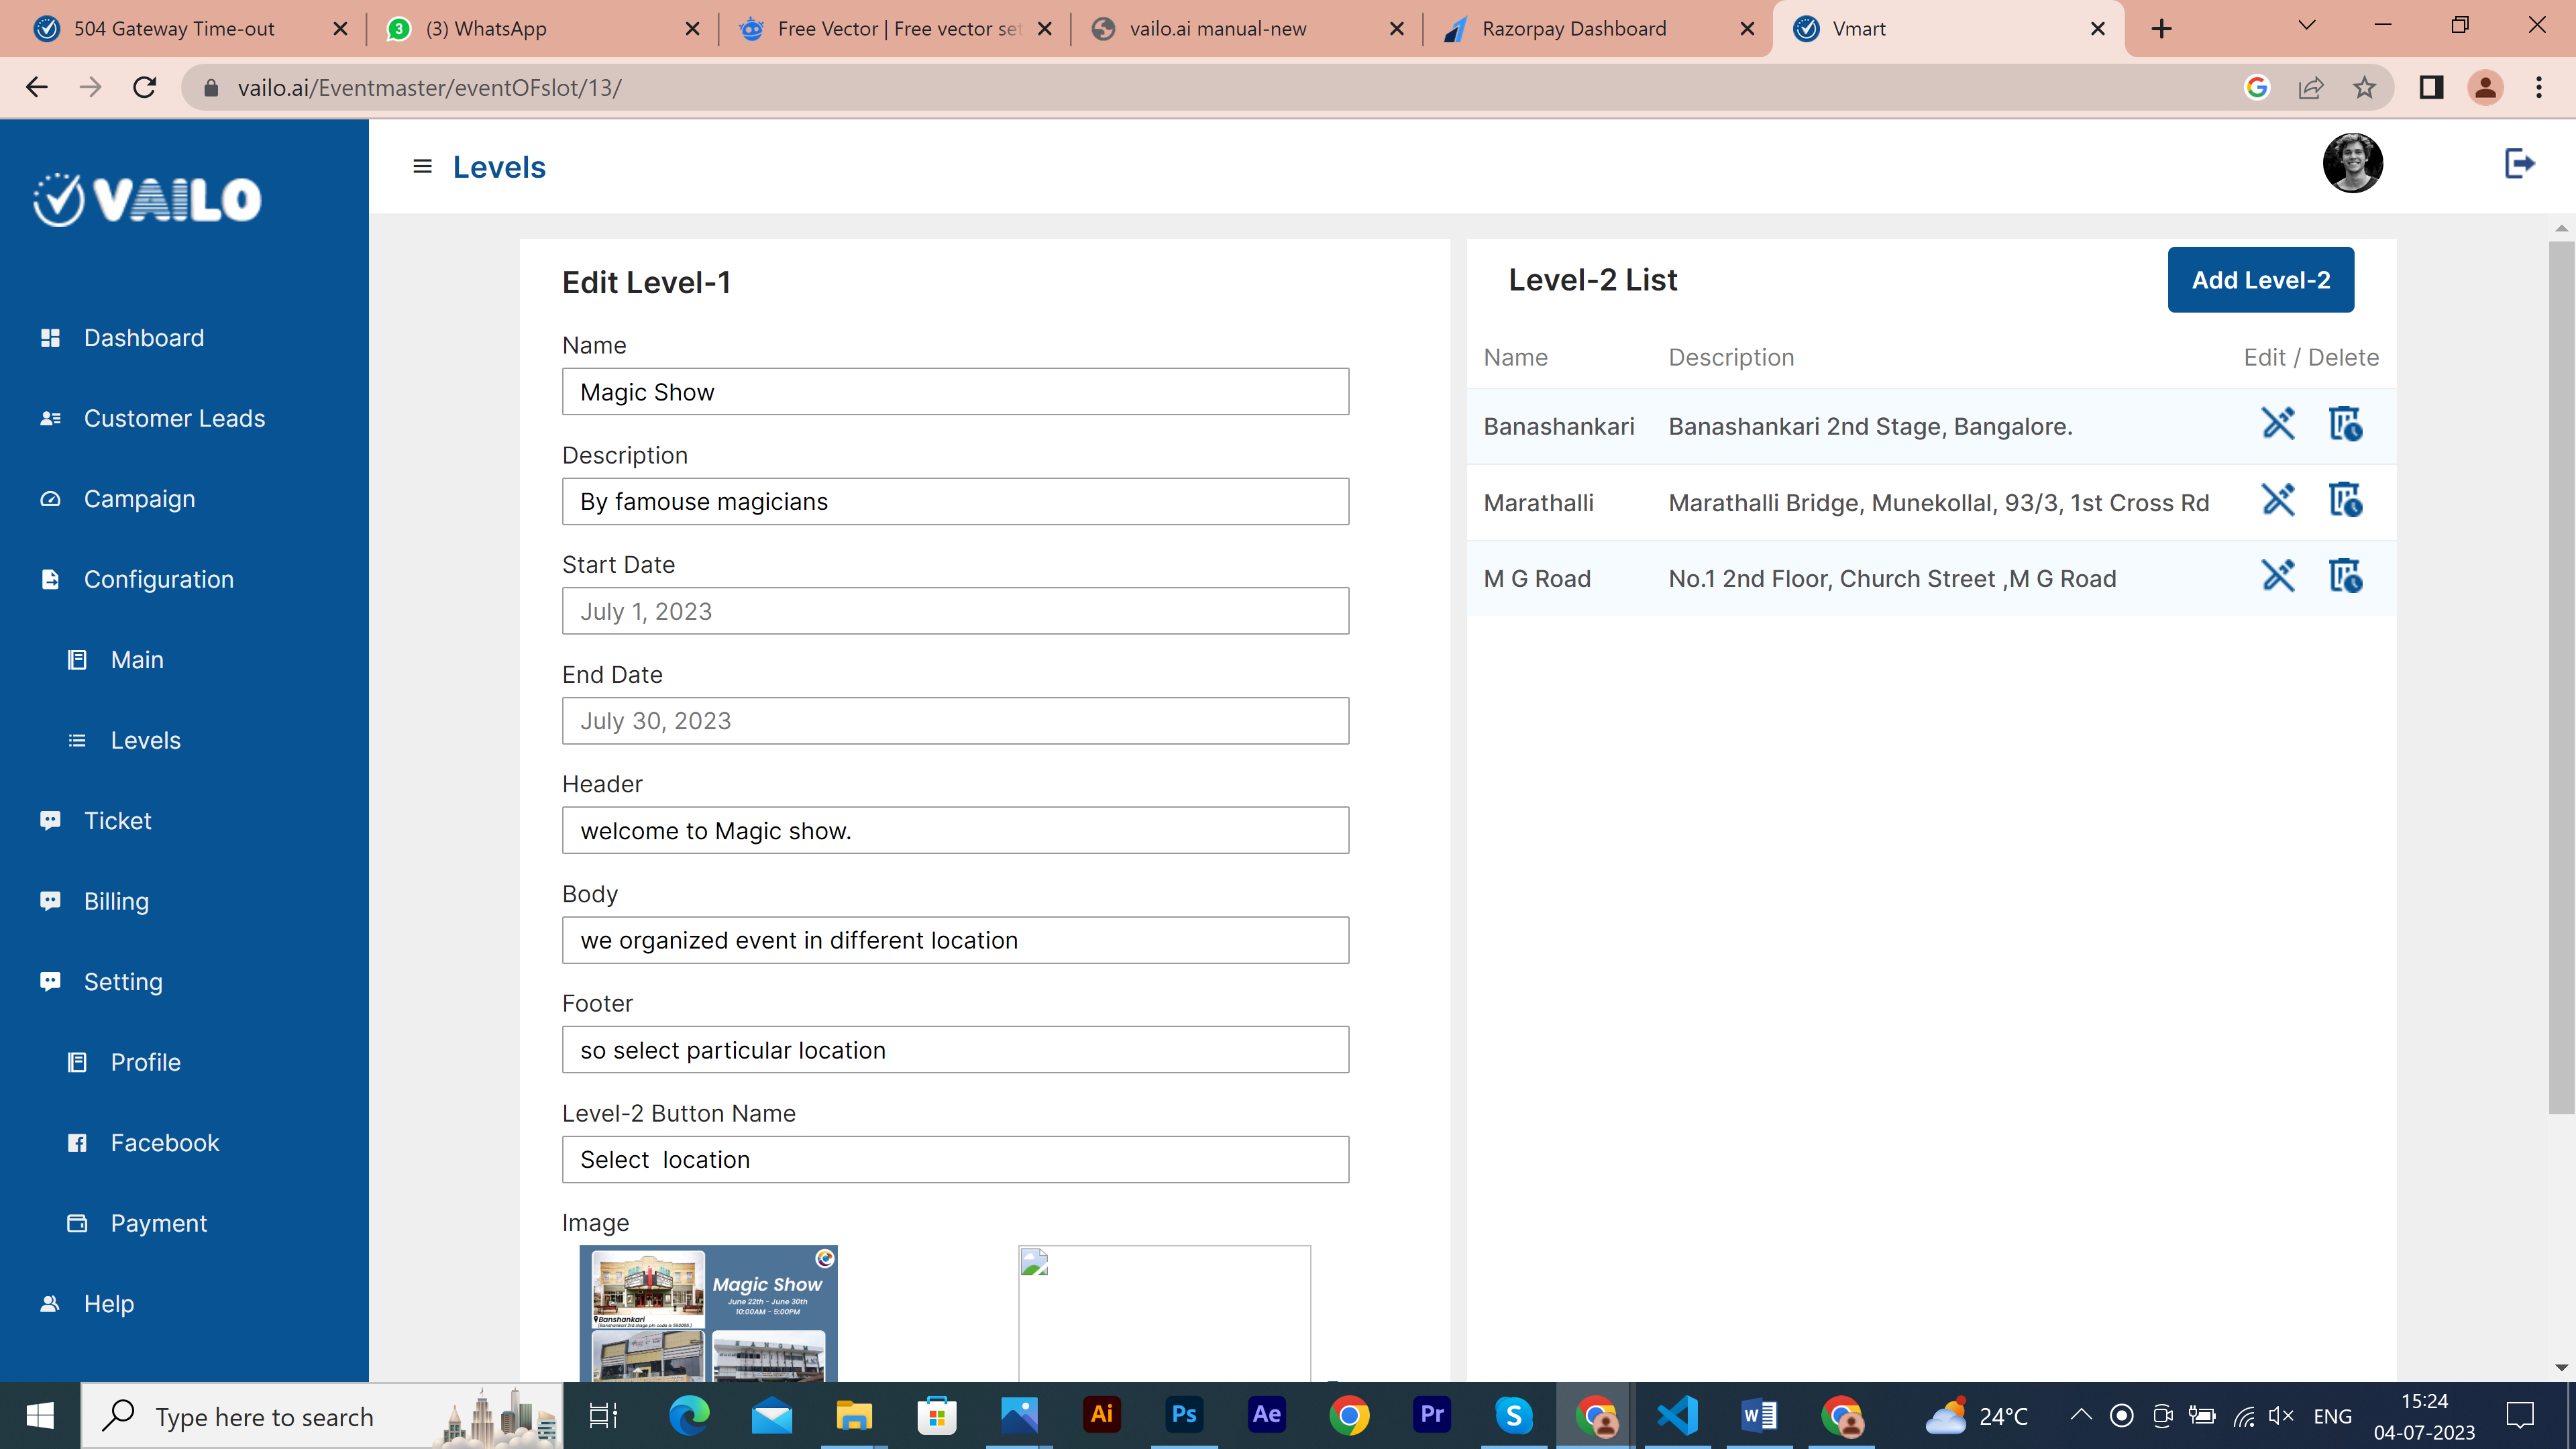 504 Gateway Time-out
3 (3) WhatsApp
Free Vector | Free vector set
vailo.ai manual-new
Razorpay Dashboard
Vmart
vailo.ai/Eventmaster/eventOFslot/13/
VAILO
Levels
Dashboard
Customer Leads
Campaign
Configuration
Main
Levels
Ticket
Billing
Setting
Profile
Facebook
Payment
Help
Edit Level-1
Name
Magic Show
Description
By famouse magicians
Start Date
July 1, 2023
End Date
July 30, 2023
Header
welcome to Magic show.
Body
we organized event in different location
Footer
so select particular location
Level-2 Button Name
Select  location
Image
Magic Show
June 22th - June 30th
10:00AM - 5:00PM
Banshankari
Level-2 List
Add Level-2
Name Description Edit / Delete
Banashankari Banashankari 2nd Stage, Bangalore.
Marathalli Marathalli Bridge, Munekollal, 93/3, 1st Cross Rd
M G Road No.1 2nd Floor, Church Street ,M G Road
Type here to search
Ai
Ps
Ae
Pr
S
W
24°C
ENG
15:24
04-07-2023